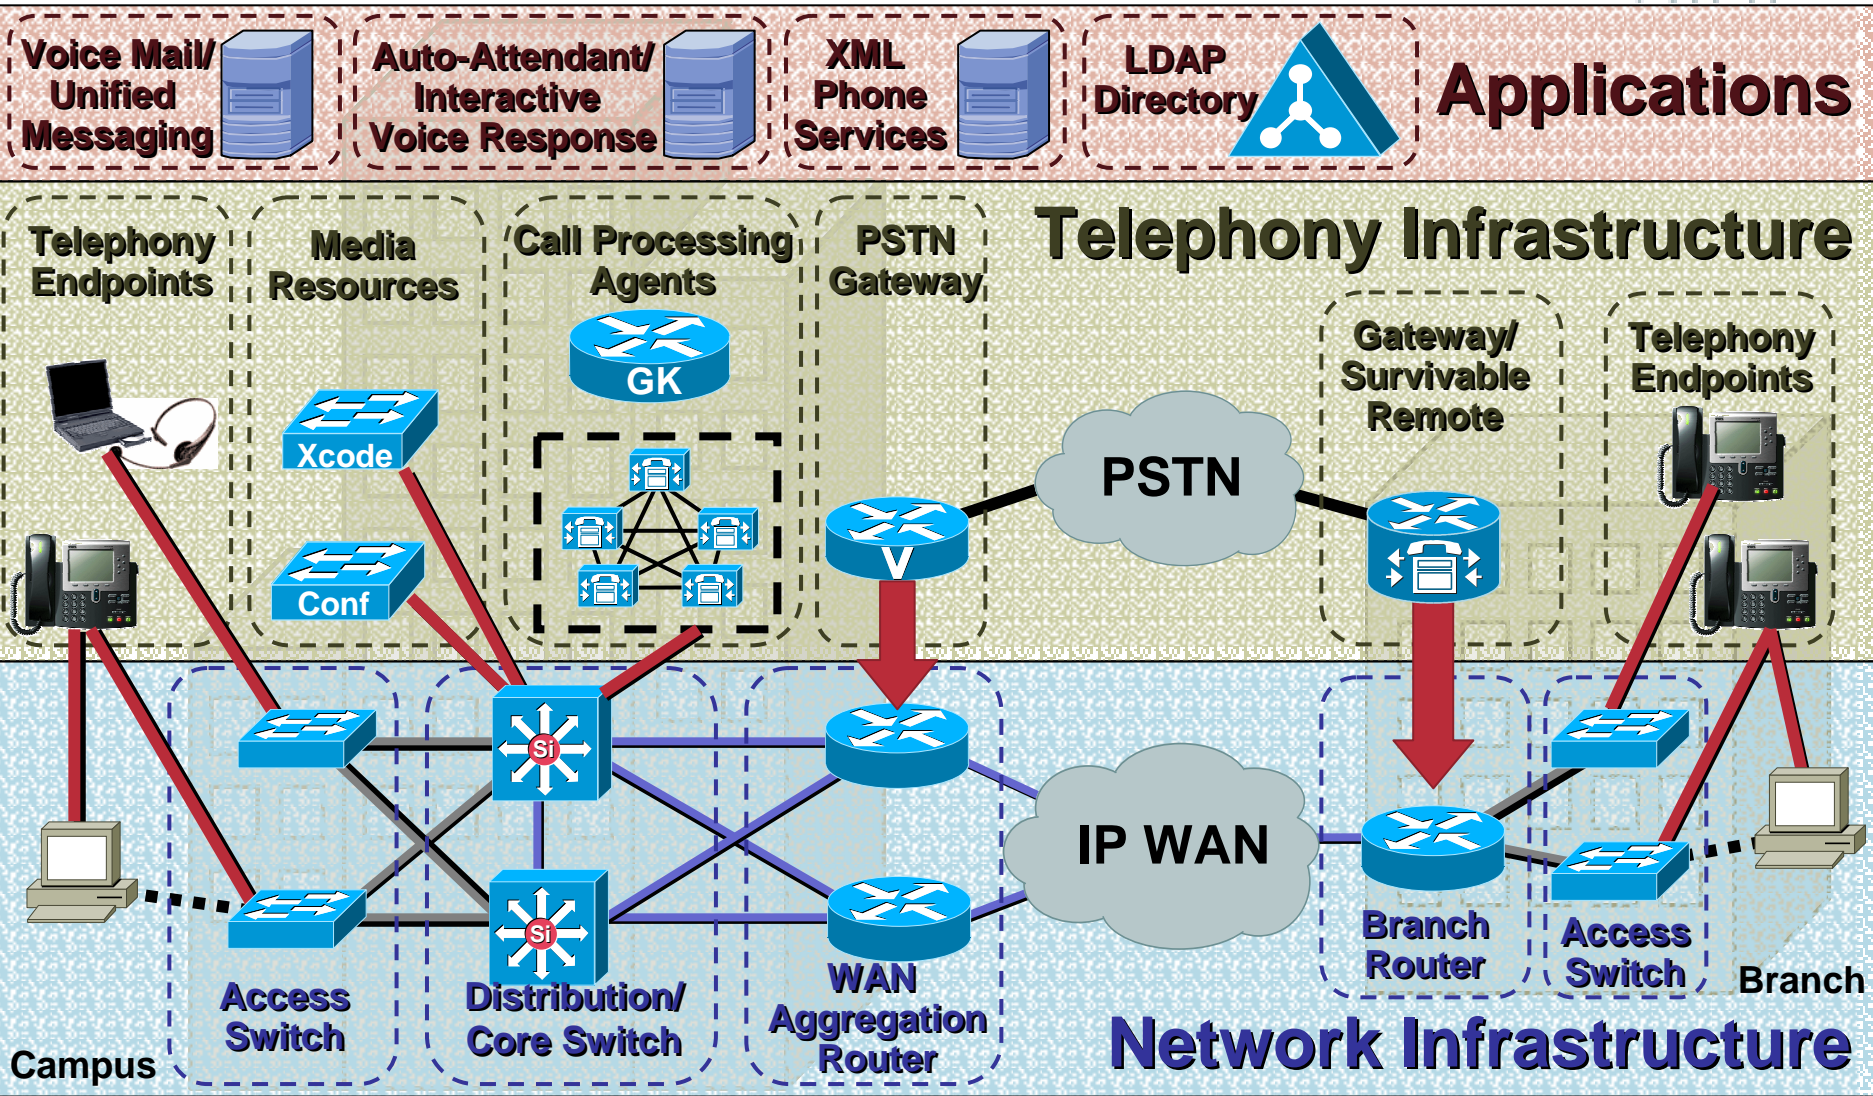 Voice Mail/
Unified
Messaging
Auto-Attendant/
Interactive
Voice Response
XML
Phone
Services
LDAP
Directory
Applications
Telephony
Endpoints
Media
Resources
Call Processing
Agents
PSTN
Gateway
Telephony Infrastructure
Gateway/
Survivable
Remote
Telephony
Endpoints
GK
Xcode
Conf
V
PSTN
Si
Si
IP WAN
Access
Switch
Distribution/
Core Switch
WAN
Aggregation
Router
Branch
Router
Access
Switch
Branch
Campus
Network Infrastructure